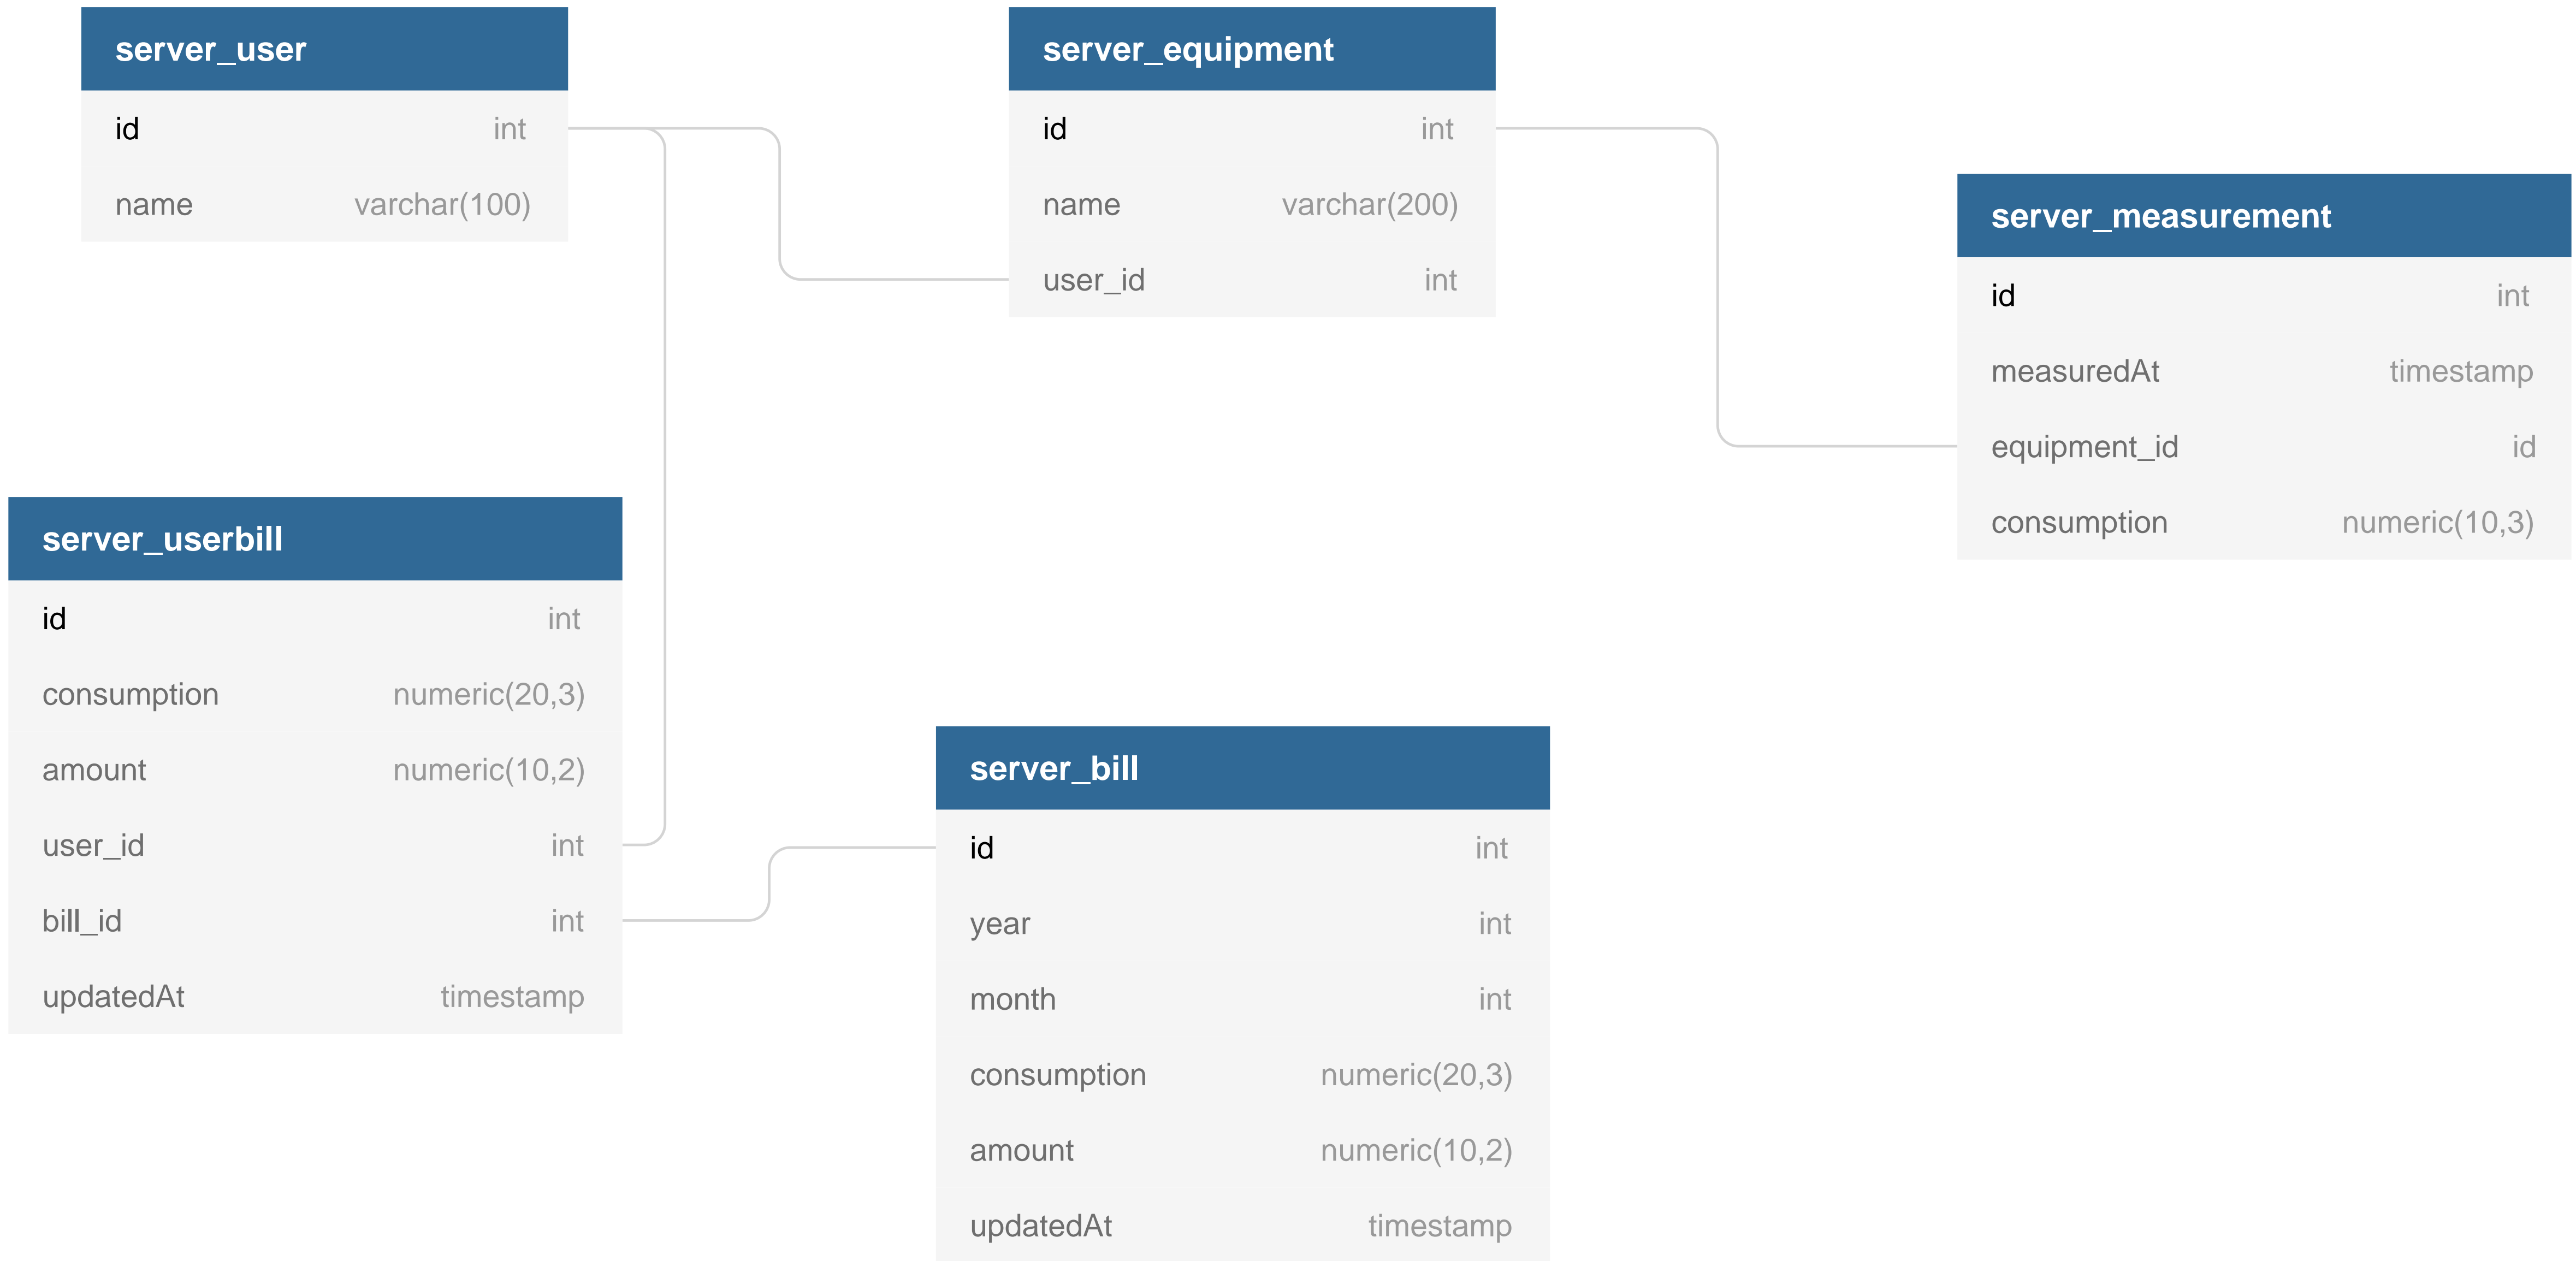 server_user
id int
name varchar(100)
server_equipment
id int
name varchar(200)
user_id int
server_measurement
id int
measuredAt timestamp
equipment_id id
consumption numeric(10,3)
server_userbill
id int
consumption numeric(20,3)
amount numeric(10,2)
user_id int
bill_id int
updatedAt timestamp
server_bill
id int
year int
month int
consumption numeric(20,3)
amount numeric(10,2)
updatedAt timestamp